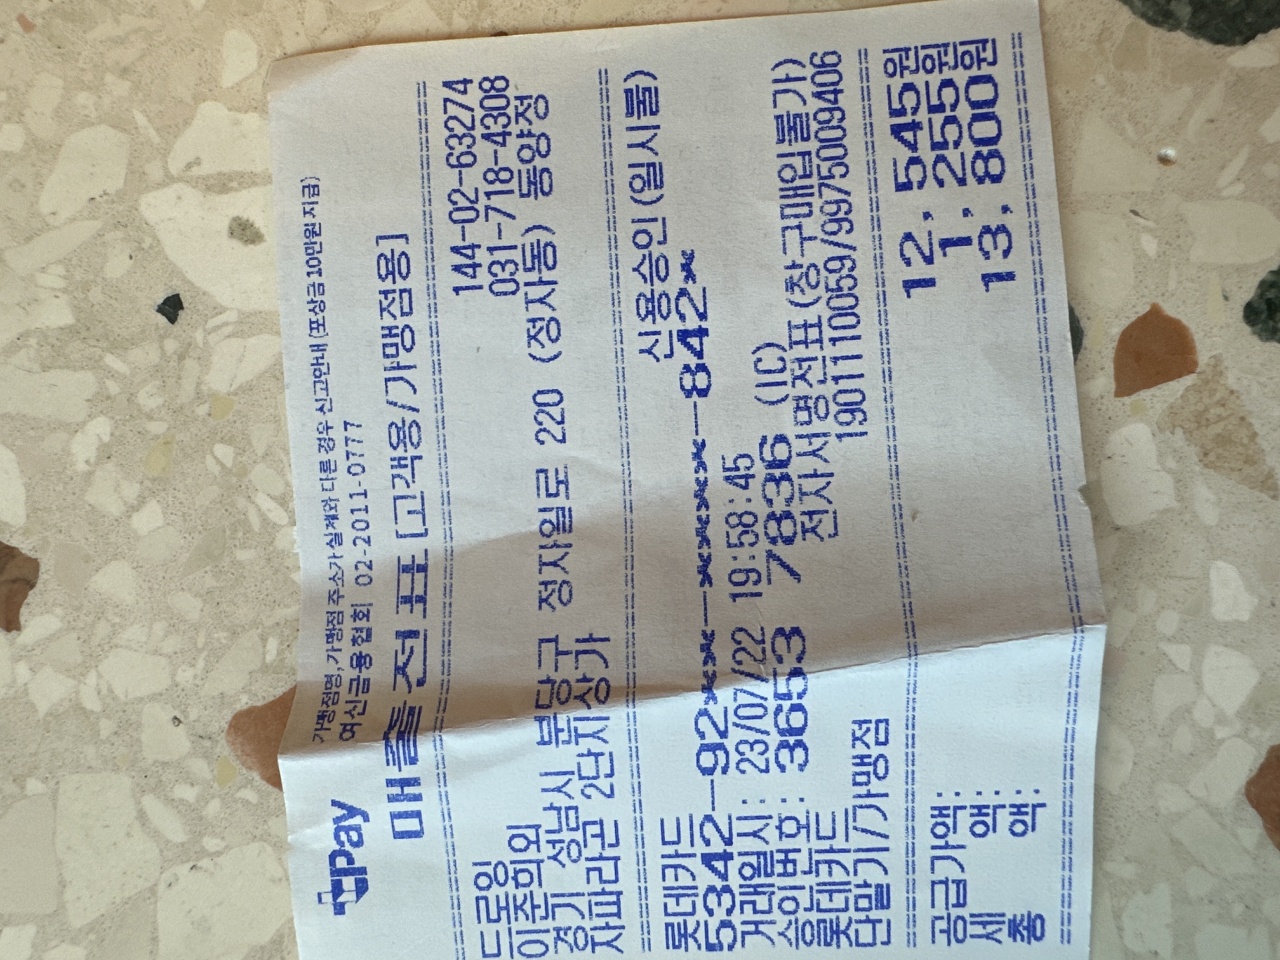 tPay
가맹점명, 가맹점 주소가 실제와 다른 경우 신고안내 (포상금 10만원 지급)
여신금융협회 02-2011-0777
매출전표 [고객용/가맹점용]
드로잉 144-02-63274
이준희외 031-718-4308
경기 성남시 분당구 정자일로 220 (정자동) 동양정
자파라곤 2단지상가
롯데카드 신용승인(일시불)
5342-92**-****-842*
거래일시: 23/07/22 19:58:45
승인번호: 3653 7836 (IC)
롯데카드 전자서명전표(창구매입불가)
단말기/가맹점 1901110059/9975009406
공급가액: 12,545원
세 액: 1,255원
총 액: 13,800원